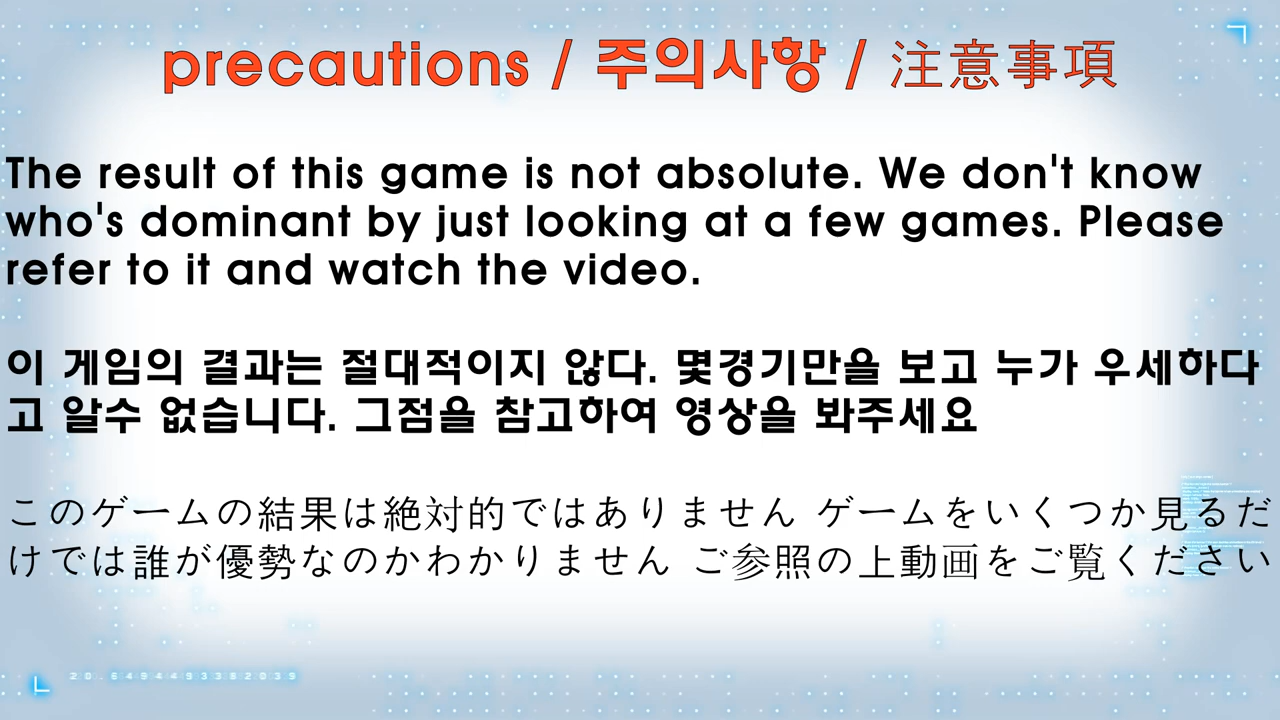 precautions / 주의사항 / 注意事項
The result of this game is not absolute. We don't know
who's dominant by just looking at a few games. Please
refer to it and watch the video.
이 게임의 결과는 절대적이지 않다. 몇경기만을 보고 누가 우세하다
고 알수 없습니다. 그점을 참고하여 영상을 봐주세요
このゲームの結果は絶対的ではありません ゲームをいくつか見るだ
けでは誰が優勢なのかわかりません ご参照の上動画をご覧ください
20.6494493382039